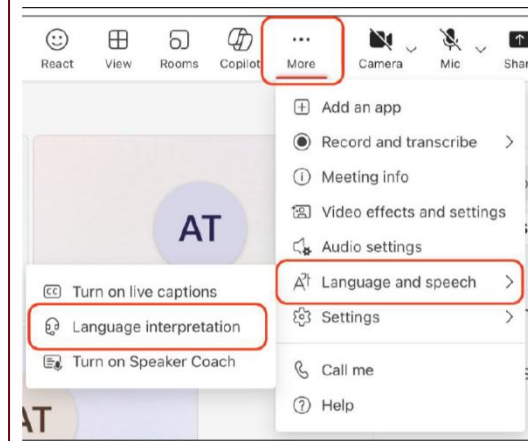 React View Rooms Copilot More Camera Mic
Add an app
Record and transcribe
Meeting info
Video effects and settings
AT
Audio settings
Language and speech
Turn on live captions
Language interpretation
Settings
Turn on Speaker Coach
Call me
Help
AT